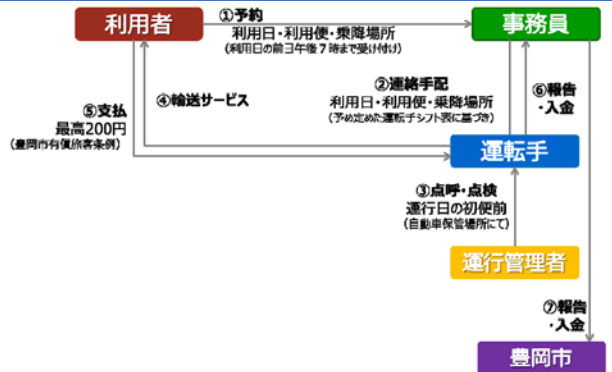 利用者
①予約
利用日・利用便・乗降場所
(利用日の前日午後7時まで受け付け)
事務員
②連絡手配
利用日・利用便・乗降場所
(予め定めた運転手シフト表に基づき)
⑥報告
・入金
④輸送サービス
⑤支払
最高200円
(豊岡市有償旅客条例)
運転手
③点呼・点検
運行日の初便前
(自動車保管場所にて)
運行管理者
⑦報告
・入金
豊岡市